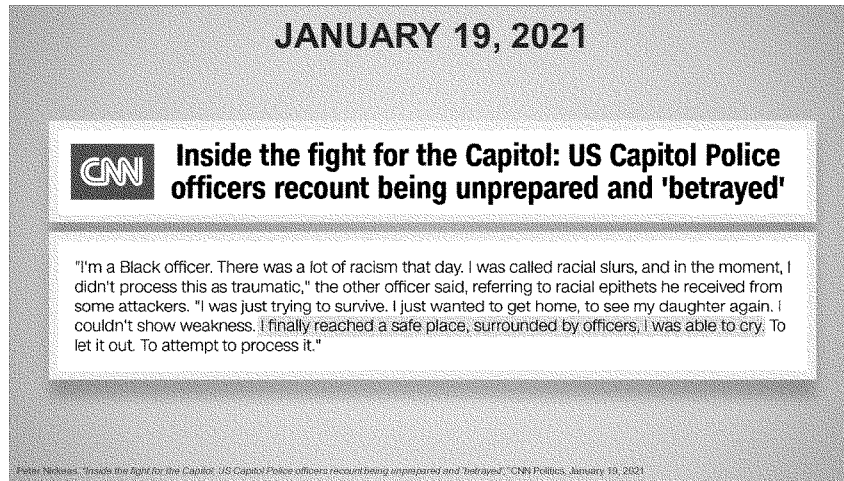 JANUARY 19, 2021
CNN
Inside the fight for the Capitol: US Capitol Police
officers recount being unprepared and 'betrayed'
"I'm a Black officer. There was a lot of racism that day. I was called racial slurs, and in the moment, I
didn't process this as traumatic," the other officer said, referring to racial epithets he received from
some attackers. "I was just trying to survive. I just wanted to get home, to see my daughter again. I
couldn't show weakness. I finally reached a safe place, surrounded by officers, I was able to cry. To
let it out. To attempt to process it."
Peter Nickeas, "Inside the fight for the Capitol: US Capitol Police officers recount being unprepared and 'betrayed'," CNN Politics, January 19, 2021